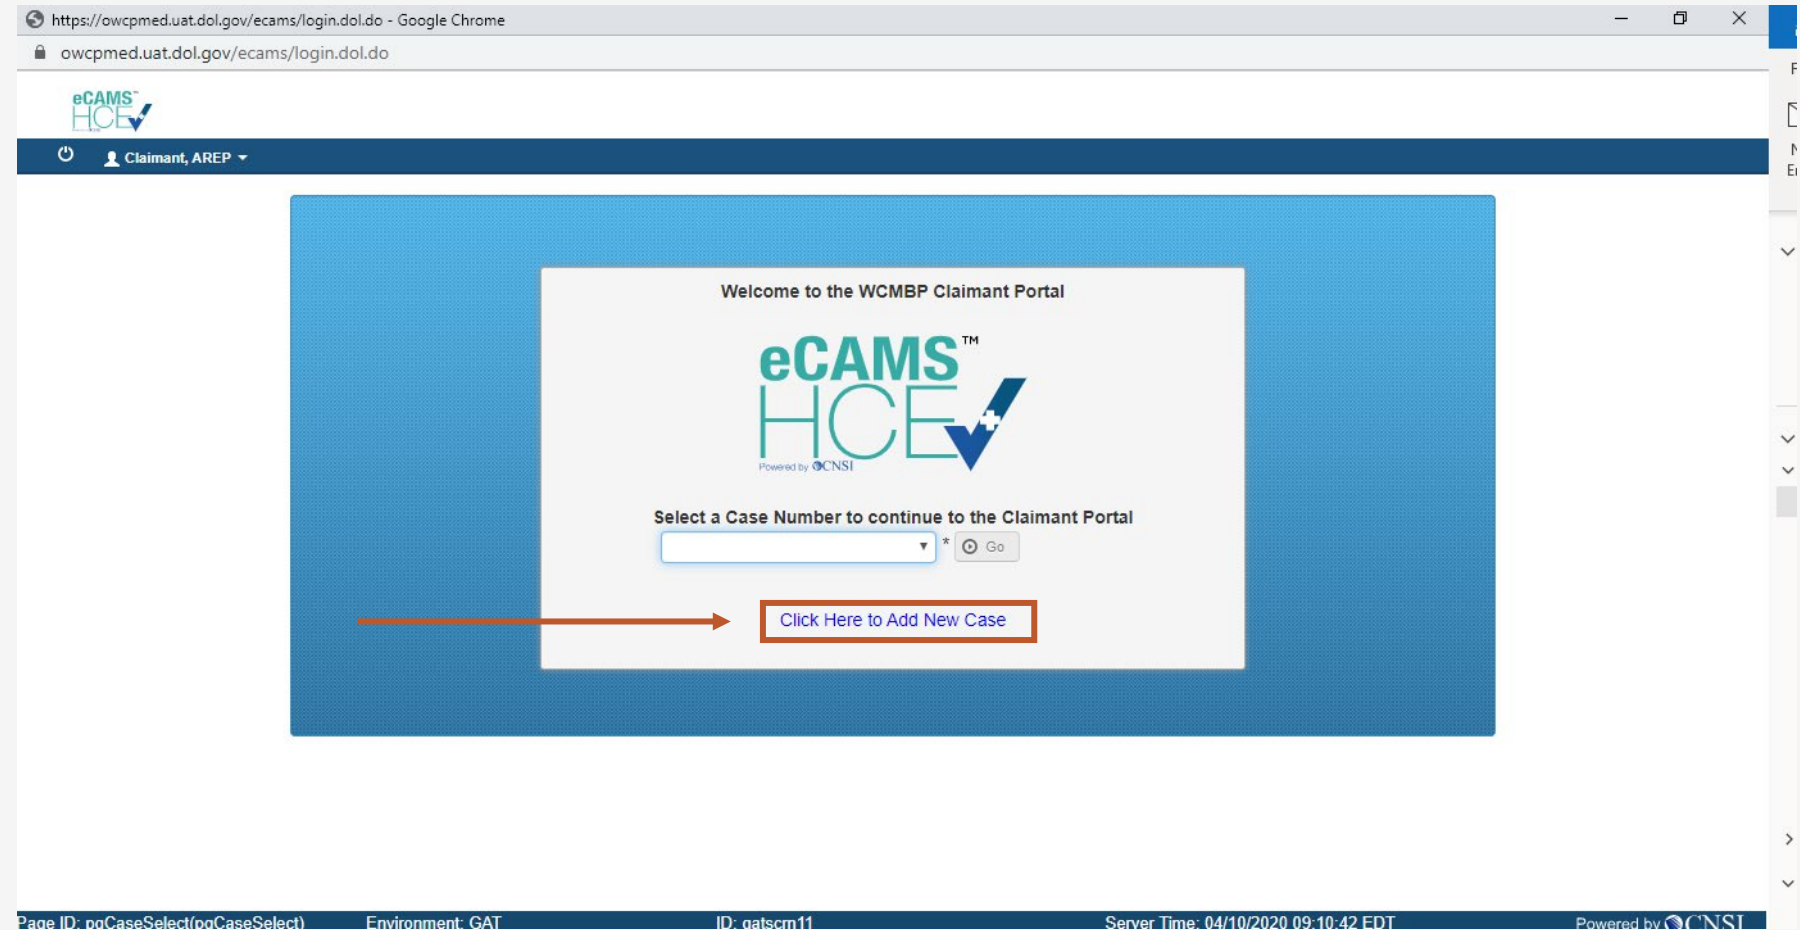 https://owcpmed.uat.dol.gov/ecams/login.dol.do - Google Chrome
owcpmed.uat.dol.gov/ecams/login.dol.do
eCAMS™
HCE
Claimant, AREP
Welcome to the WCMBP Claimant Portal
eCAMS™
HCE
Powered by CNSI
Select a Case Number to continue to the Claimant Portal
* Go
Click Here to Add New Case
Page ID: pgCaseSelect(pgCaseSelect) Environment: GAT ID: gatscrn11 Server Time: 04/10/2020 09:10:42 EDT Powered by CNSI